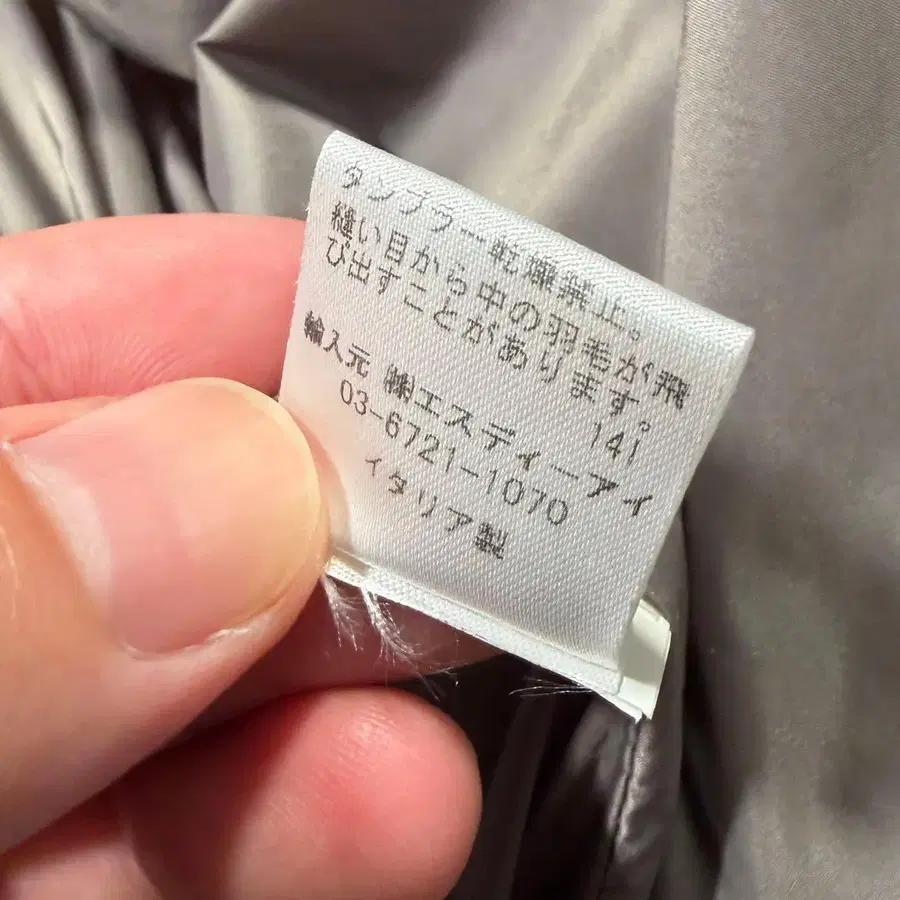 タンブラー乾燥禁止。
縫い目から中の羽毛が飛
び出すことがあります。
14i
輸入元 ㈱エスディーアイ
03-6721-1070
イタリア製